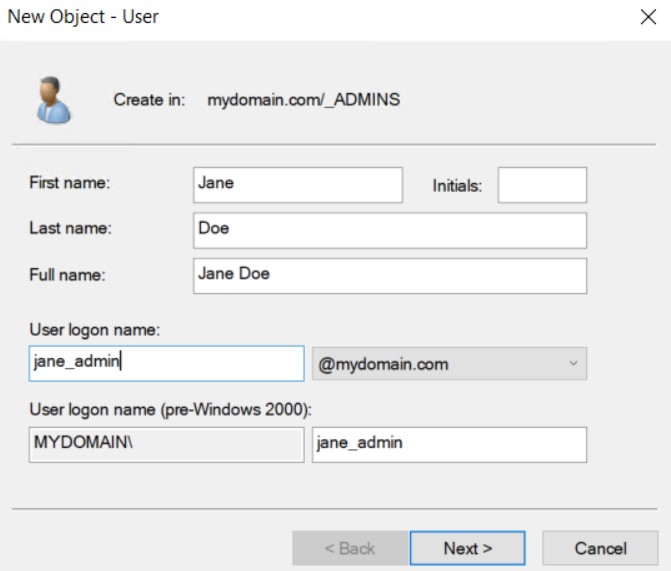 New Object - User
Create in: mydomain.com/_ADMINS
First name: Jane Initials:
Last name: Doe
Full name: Jane Doe
User logon name:
jane_admin @mydomain.com
User logon name (pre-Windows 2000):
MYDOMAIN\ jane_admin
< Back Next > Cancel